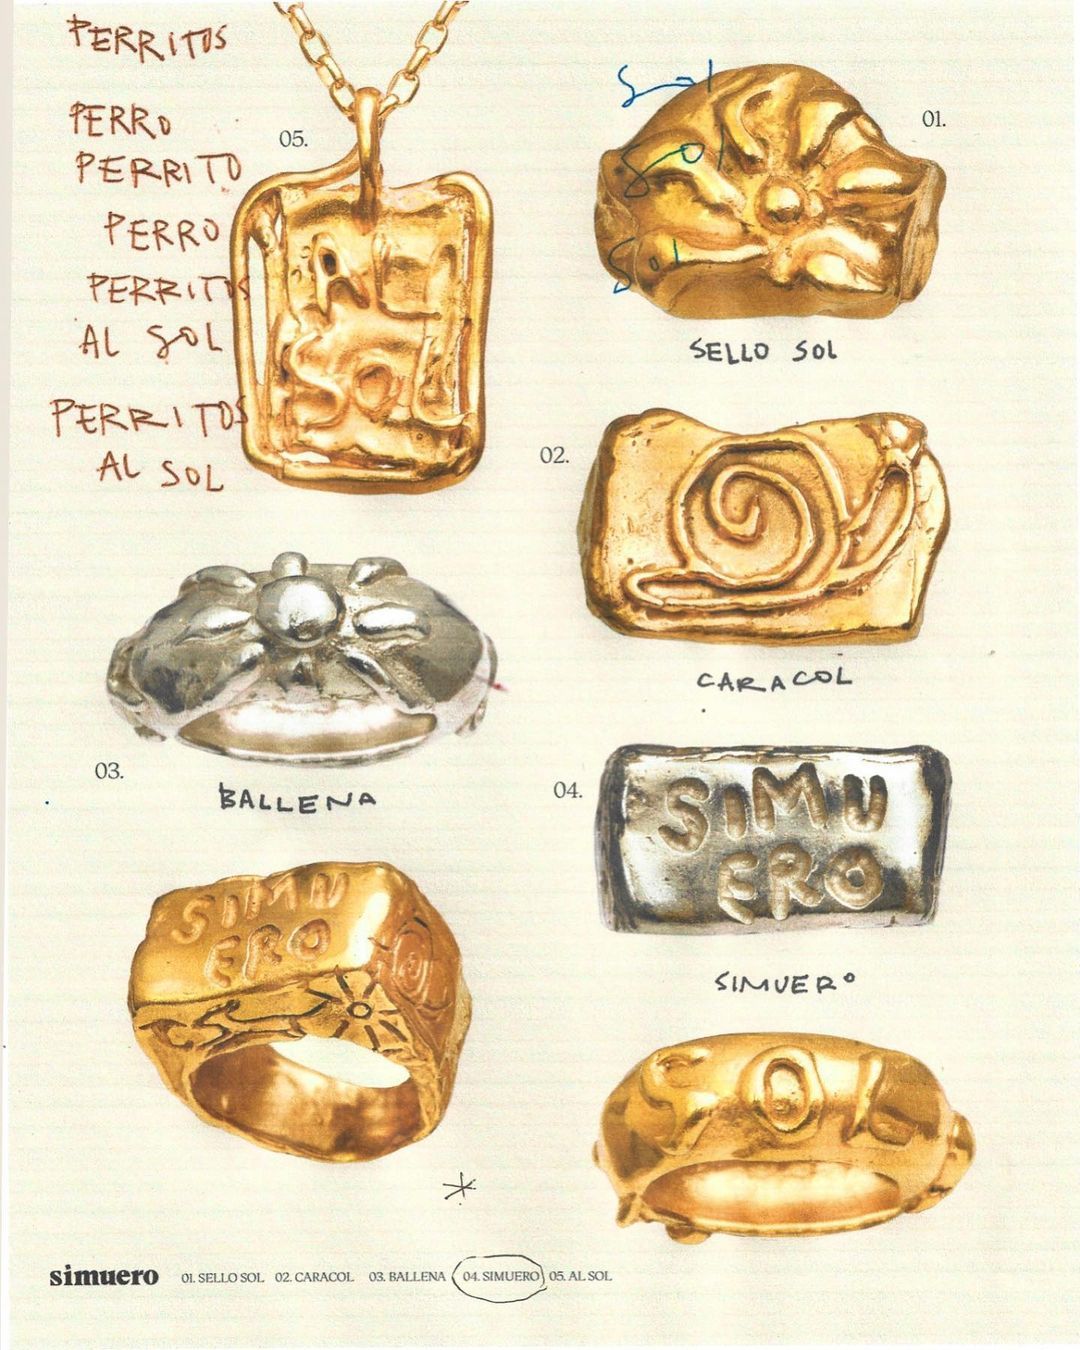 PERRITOS
PERRO
PERRITO
PERRO
PERRITOS
AL SOL
PERRITOS
AL SOL
05.
AL
SOL
Sol
Sol
Sol
01.
SELLO SOL
02.
CARACOL
03.
BALLENA
04.
SIMU
ERO
SIMUERO
SIMU
ERO
SOL
simuero 01. SELLO SOL 02. CARACOL 03. BALLENA 04. SIMUERO 05. AL SOL